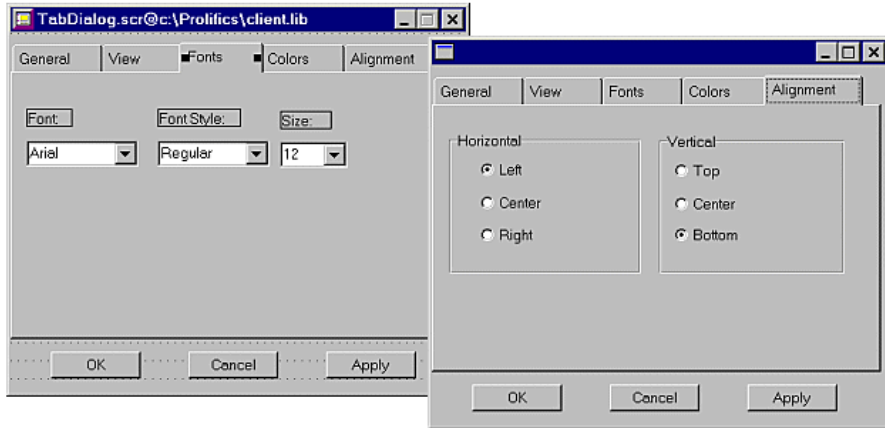 TabDialog.scr@c:\Prolifics\client.lib
General View Fonts Colors Alignment
Font: Font Style: Size:
Arial Regular 12
OK Cancel Apply
General View Fonts Colors Alignment
Horizontal Vertical
Left Top
Center Center
Right Bottom
OK Cancel Apply